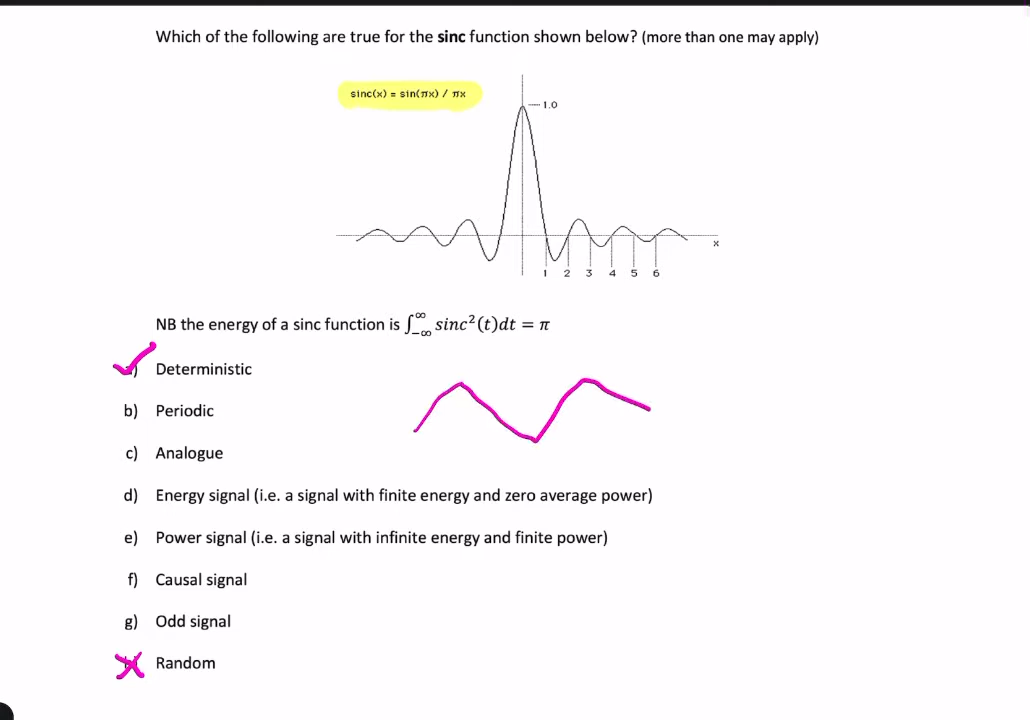 Which of the following are true for the sinc function shown below? (more than one may apply)
sinc(x) = sin(πx) / πx
1.0
x
1 2 3 4 5 6
NB the energy of a sinc function is ∫_{-∞}^{∞} sinc²(t)dt = π
a) Deterministic
b) Periodic
c) Analogue
d) Energy signal (i.e. a signal with finite energy and zero average power)
e) Power signal (i.e. a signal with infinite energy and finite power)
f) Causal signal
g) Odd signal
Random